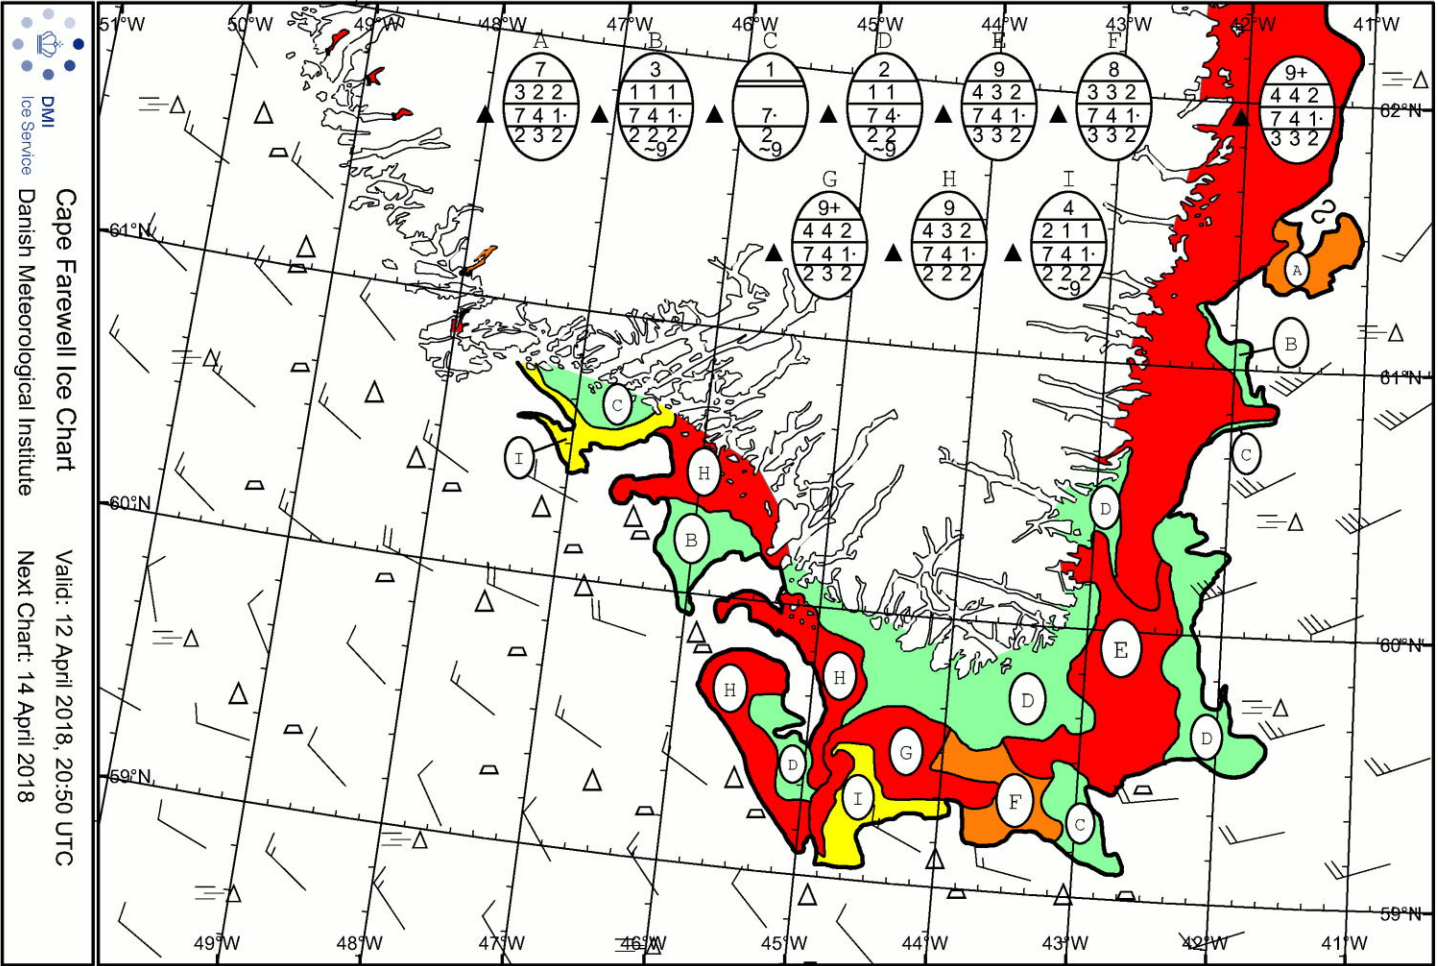 DMI
Ice Service
Cape Farewell Ice Chart
Danish Meteorological Institute
Valid: 12 April 2018, 20:50 UTC
Next Chart: 14 April 2018
51°W 50°W 49°W 48°W 47°W 46°W 45°W 44°W 43°W 42°W 41°W
A B C D E F
7 3 1 2 9 8 9+
3 2 2 1 1 1 1 1 4 3 2 3 3 2 4 4 2
7 4 1· 7 4 1· 7· 7 4· 7 4 1· 7 4 1· 7 4 1·
2 3 2 2 2 2 2 2 2 3 3 2 3 3 2 3 3 2
~9 ~9 ~9
62°N
G H I
9+ 9 4
4 4 2 4 3 2 2 1 1
7 4 1· 7 4 1· 7 4 1·
2 3 2 2 2 2 2 2 2
~9
61°N
A
B
61°N
C
I
H
C
60°N
D
B
60°N
E
H
H
D
D
G
D
59°N
I
F
C
59°N
49°W 48°W 47°W 46°W 45°W 44°W 43°W 42°W 41°W